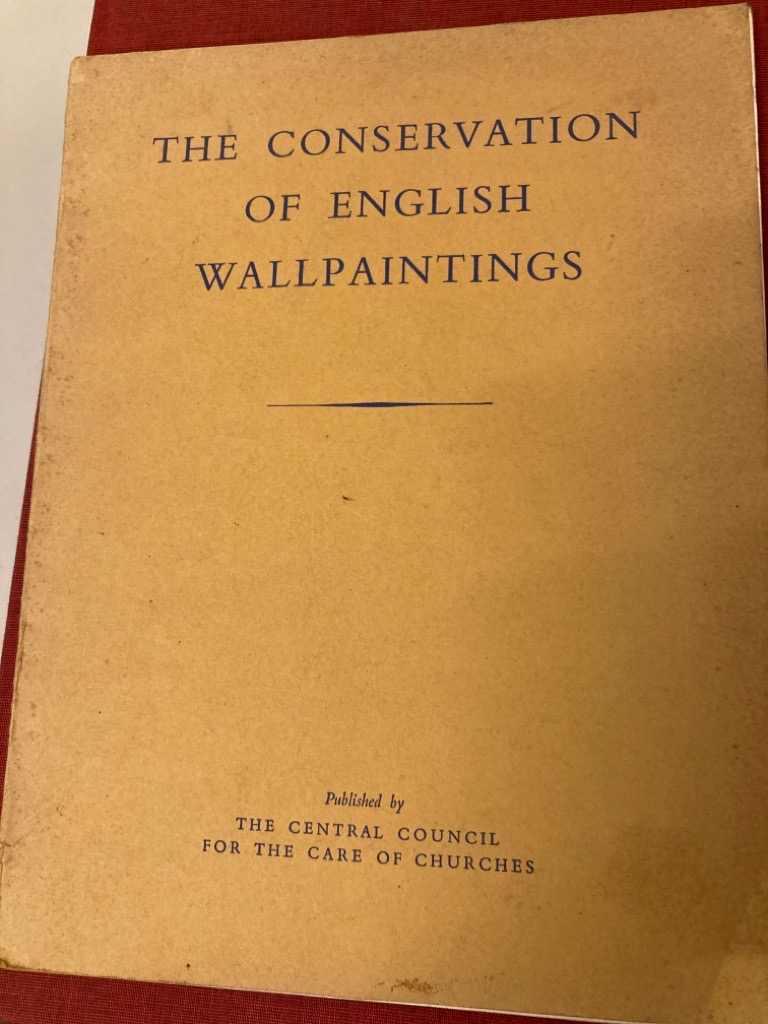 THE CONSERVATION
OF ENGLISH
WALLPAINTINGS
Published by
THE CENTRAL COUNCIL
FOR THE CARE OF CHURCHES